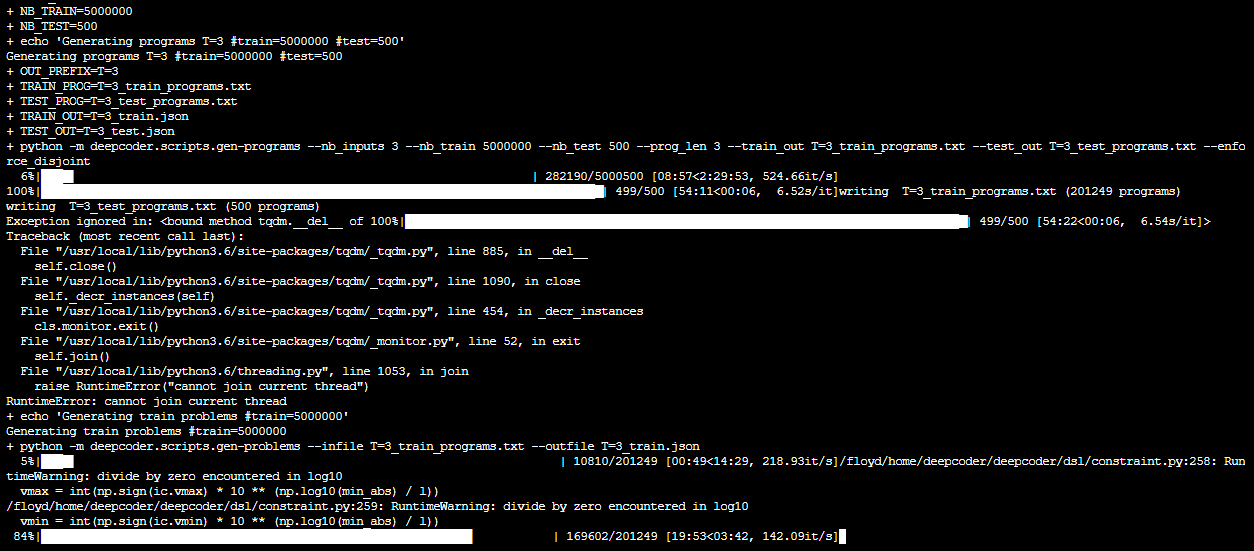 + NB_TRAIN=5000000
+ NB_TEST=500
+ echo 'Generating programs T=3 #train=5000000 #test=500'
Generating programs T=3 #train=5000000 #test=500
+ OUT_PREFIX=T=3
+ TRAIN_PROG=T=3_train_programs.txt
+ TEST_PROG=T=3_test_programs.txt
+ TRAIN_OUT=T=3_train.json
+ TEST_OUT=T=3_test.json
+ python -m deepcoder.scripts.gen-programs --nb_inputs 3 --nb_train 5000000 --nb_test 500 --prog_len 3 --train_out T=3_train_programs.txt --test_out T=3_test_programs.txt --enfo
rce_disjoint
6%| | 282190/5000500 [08:57<2:29:53, 524.66it/s]
100%| | 499/500 [54:11<00:06,  6.52s/it]writing  T=3_train_programs.txt (201249 programs)
writing  T=3_test_programs.txt (500 programs)
Exception ignored in: <bound method tqdm.__del__ of 100%| | 499/500 [54:22<00:06,  6.54s/it]>
Traceback (most recent call last):
  File "/usr/local/lib/python3.6/site-packages/tqdm/_tqdm.py", line 885, in __del__
    self.close()
  File "/usr/local/lib/python3.6/site-packages/tqdm/_tqdm.py", line 1090, in close
    self._decr_instances(self)
  File "/usr/local/lib/python3.6/site-packages/tqdm/_tqdm.py", line 454, in _decr_instances
    cls.monitor.exit()
  File "/usr/local/lib/python3.6/site-packages/tqdm/_monitor.py", line 52, in exit
    self.join()
  File "/usr/local/lib/python3.6/threading.py", line 1053, in join
    raise RuntimeError("cannot join current thread")
RuntimeError: cannot join current thread
+ echo 'Generating train problems #train=5000000'
Generating train problems #train=5000000
+ python -m deepcoder.scripts.gen-problems --infile T=3_train_programs.txt --outfile T=3_train.json
5%| | 10810/201249 [00:49<14:29, 218.93it/s]/floyd/home/deepcoder/deepcoder/dsl/constraint.py:258: Run
timeWarning: divide by zero encountered in log10
  vmax = int(np.sign(ic.vmax) * 10 ** (np.log10(min_abs) / l))
/floyd/home/deepcoder/deepcoder/dsl/constraint.py:259: RuntimeWarning: divide by zero encountered in log10
  vmin = int(np.sign(ic.vmin) * 10 ** (np.log10(min_abs) / l))
84%| | 169602/201249 [19:53<03:42, 142.09it/s]